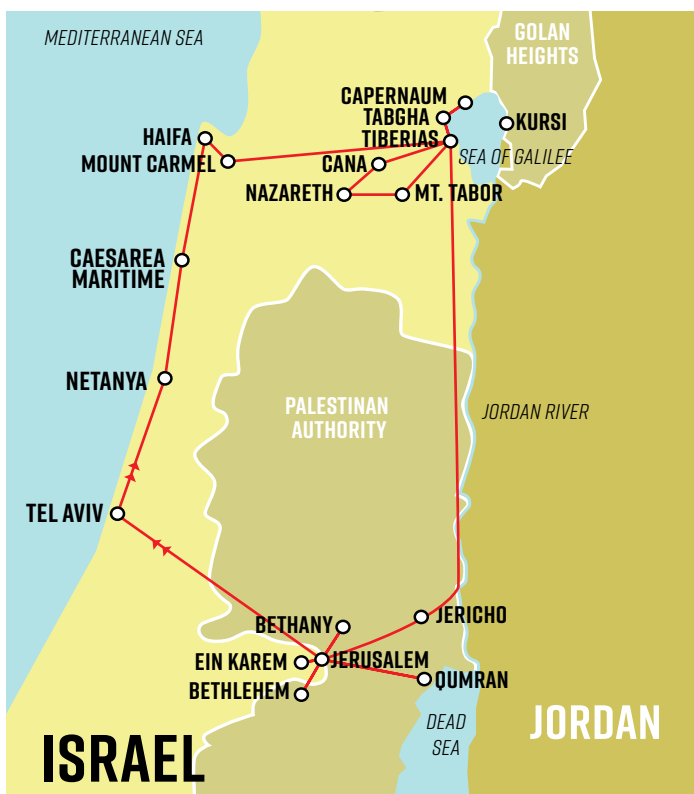 MEDITERRANEAN SEA
GOLAN
HEIGHTS
CAPERNAUM
TABGHA
KURSI
HAIFA
TIBERIAS
MOUNT CARMEL
CANA
SEA OF GALILEE
NAZARETH
MT. TABOR
CAESAREA
MARITIME
NETANYA
PALESTINAN
AUTHORITY
JORDAN RIVER
TEL AVIV
JERICHO
BETHANY
EIN KAREM
JERUSALEM
QUMRAN
BETHLEHEM
DEAD
SEA
JORDAN
ISRAEL